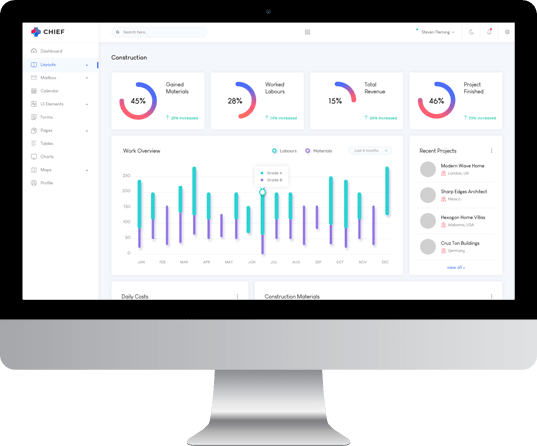 CHIEF
Search here..
Steven Fleming
Dashboard
Layouts
Mailbox
Calendar
UI Elements
Forms
Pages
Tables
Charts
Maps
Profile
Construction
45%
Gained
Materials
28%
Worked
Labours
15%
Total
Revenue
46%
Project
Finished
increased
increased
increased
increased
Work Overview
Labours
Materials
Last 6 months
Grade A
Grade B
250
200
150
100
50
0
JAN
FEB
MAR
APR
MAY
JUN
JUL
AUG
SEP
OCT
NOV
DEC
Recent Projects
Modern Wave Home
London, UK
Sharp Edges Architect
Mexico
Hexagon Home Villas
Alabama, USA
Cruz Ton Buildings
Germany
view All
Daily Costs
Construction Materials